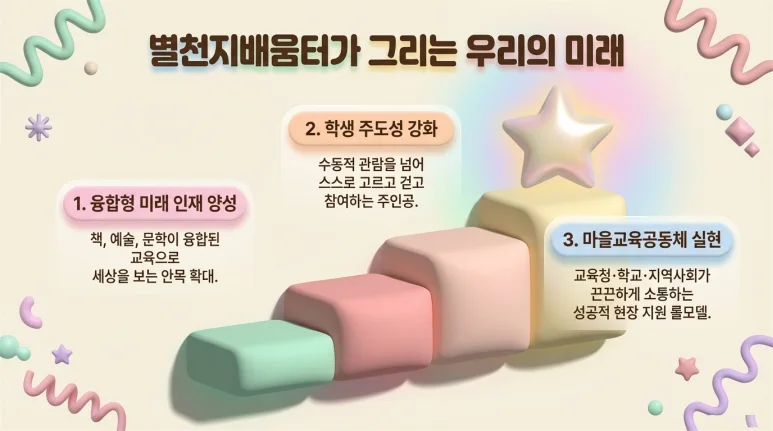 별천지배움터가 그리는 우리의 미래
1. 융합형 미래 인재 양성
책, 예술, 문학이 융합된
교육으로
세상을 보는 안목 확대.
2. 학생 주도성 강화
수동적 관람을 넘어
스스로 고르고 걷고
참여하는 주인공.
3. 마을교육공동체 실현
교육청·학교·지역사회가
끈끈하게 소통하는
성공적 현장 지원 롤모델.